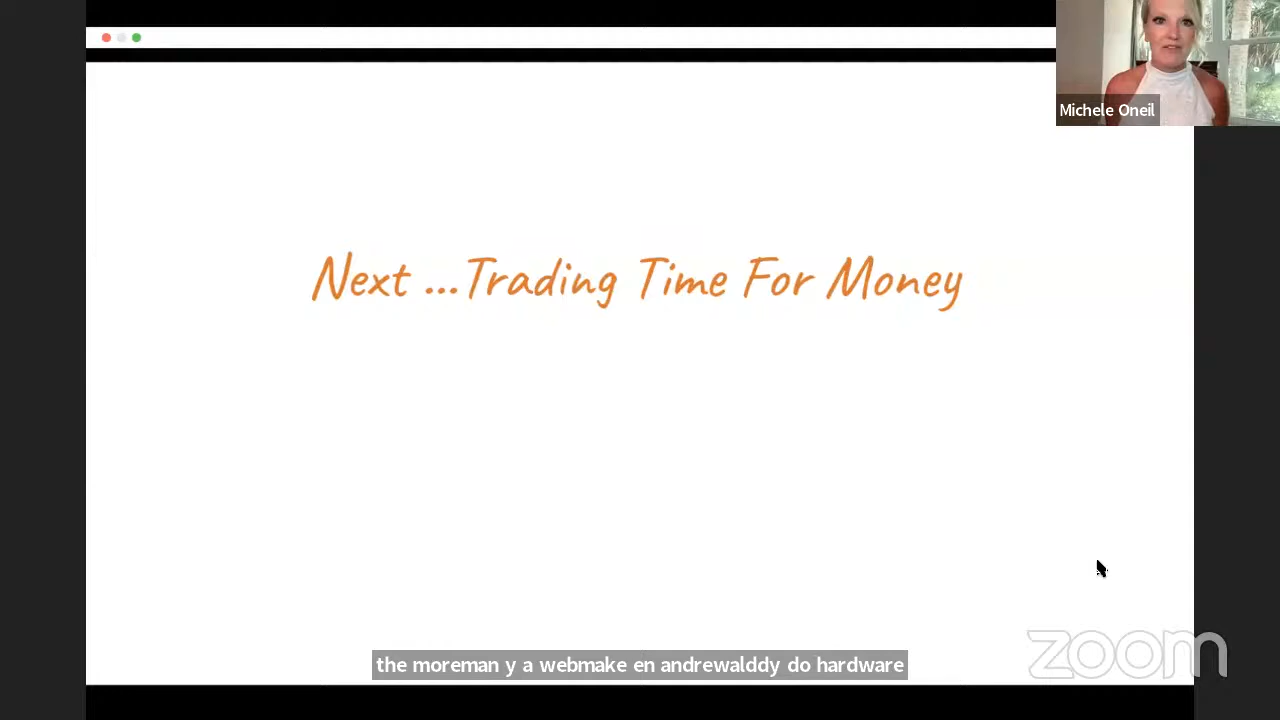 Michele Oneil
Next ...Trading Time For Money
the moreman y a webmake en andrewalddy do hardware
zoom